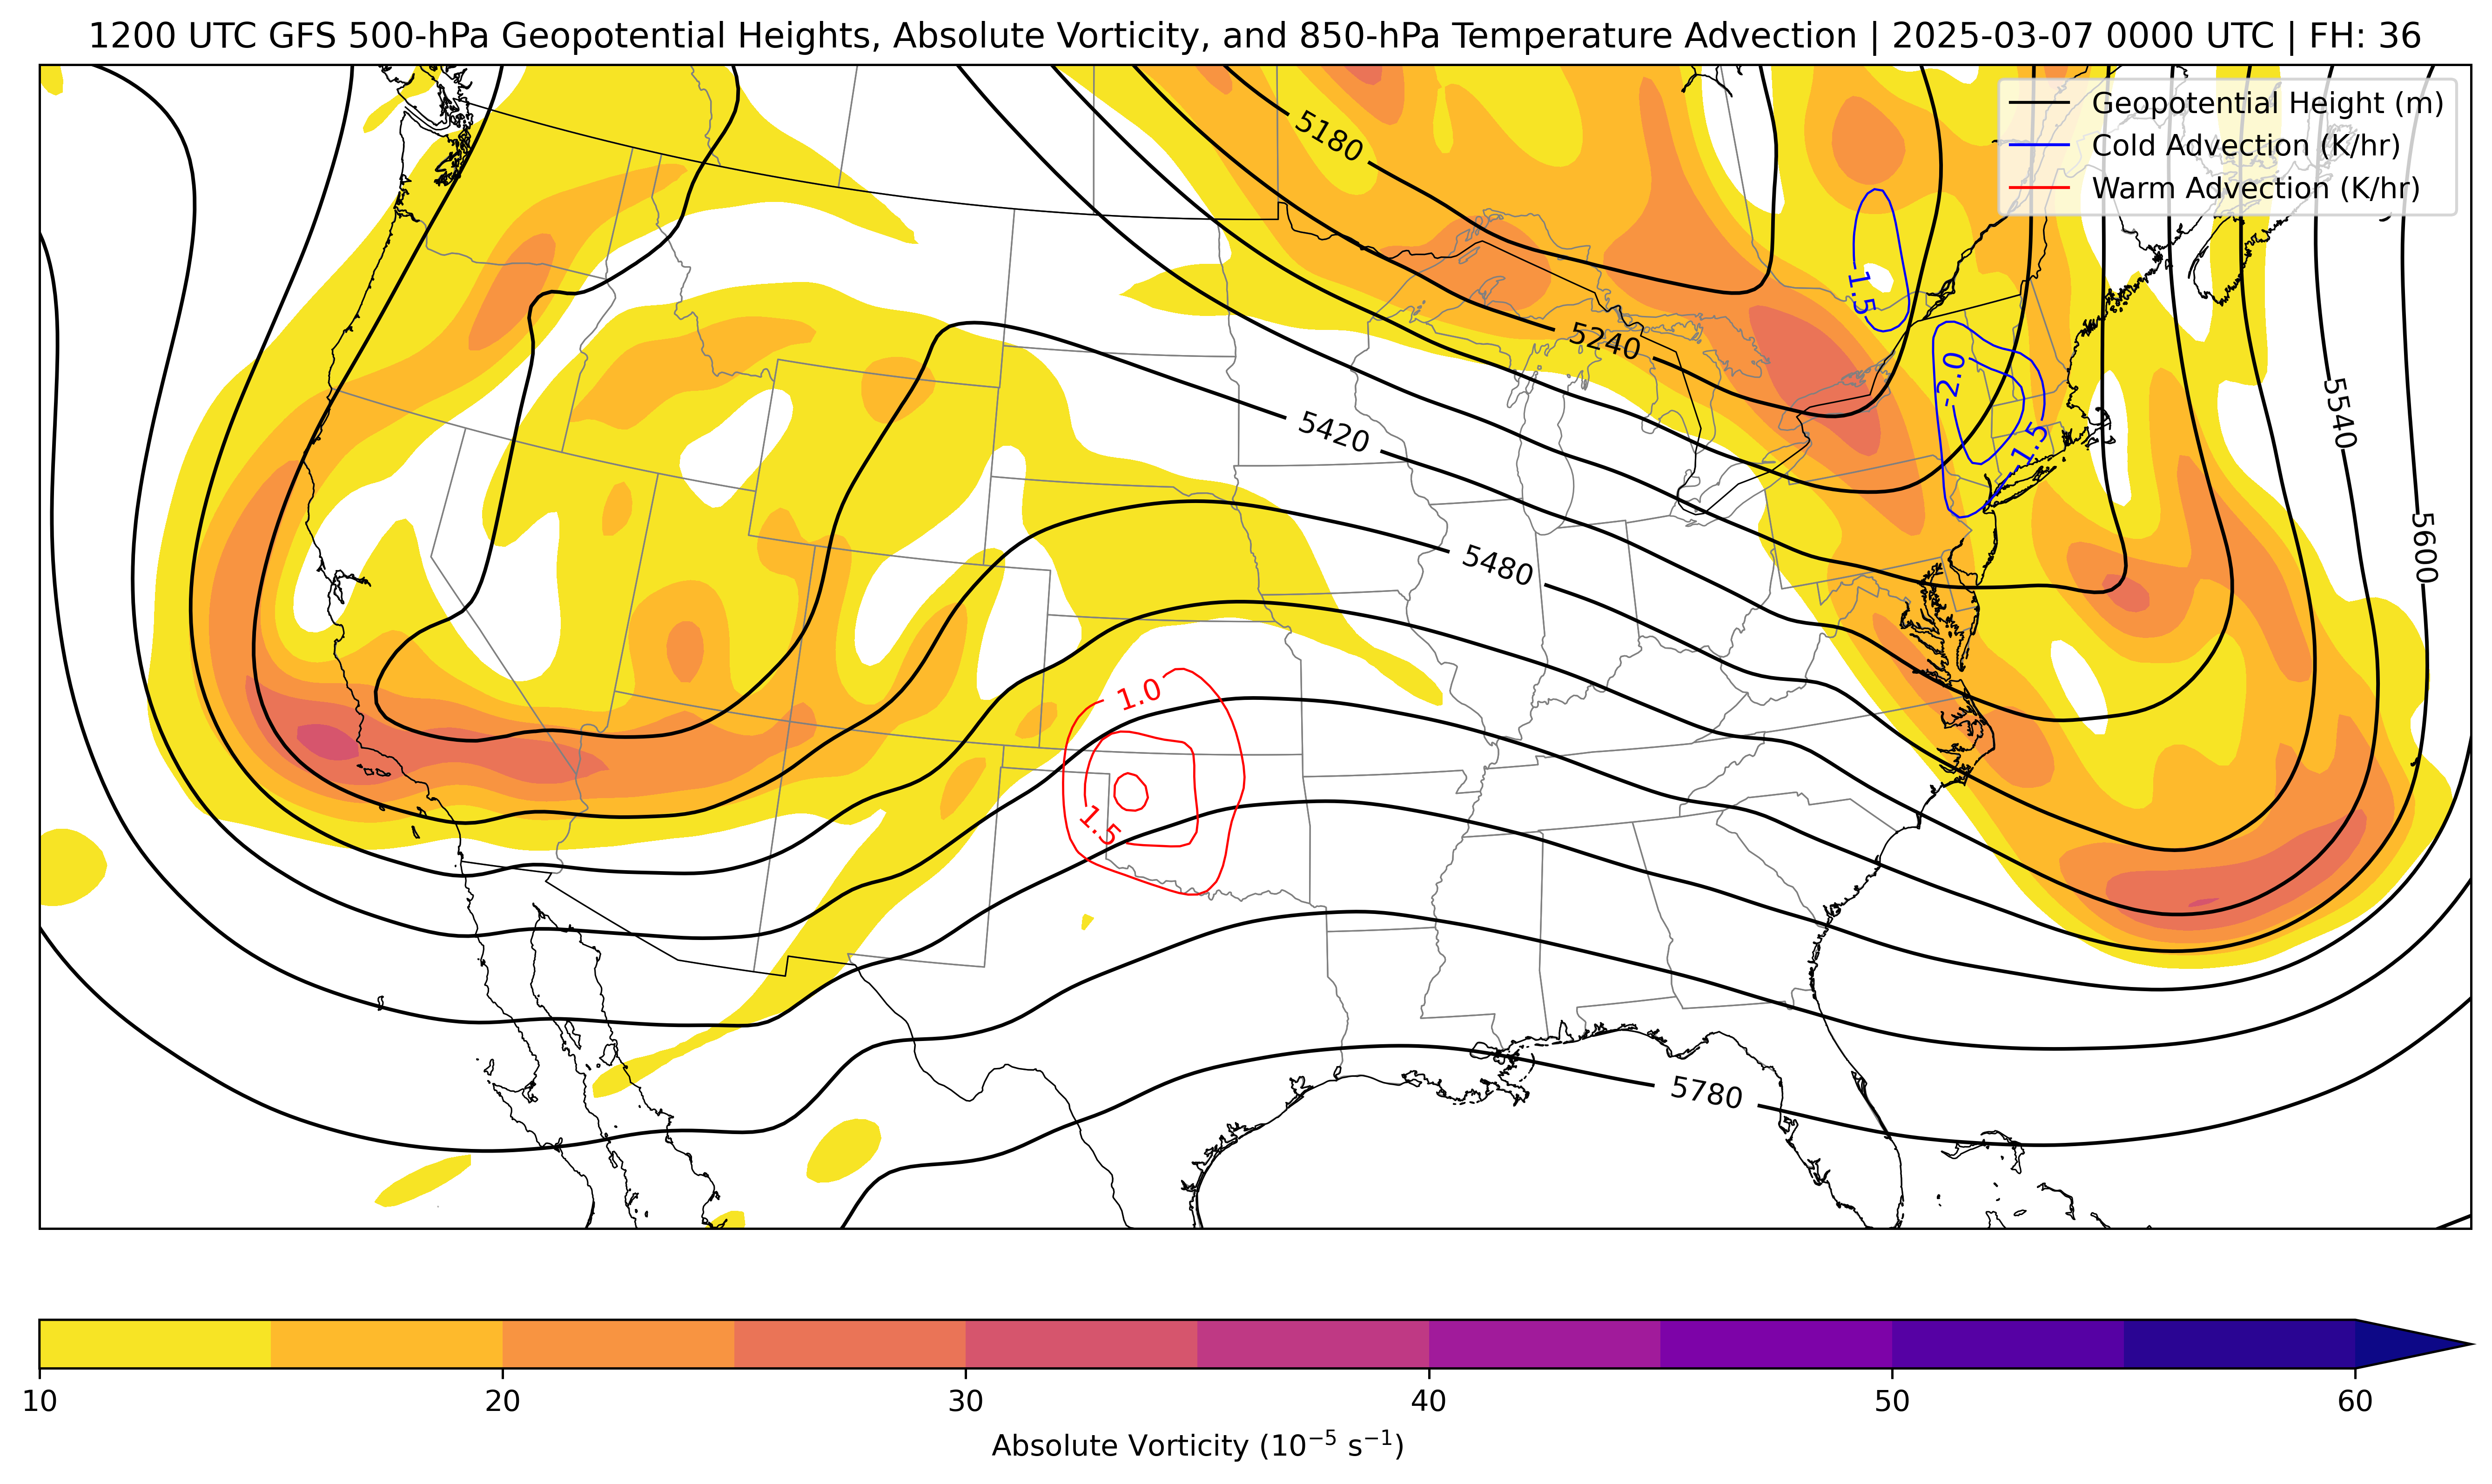 1200 UTC GFS 500-hPa Geopotential Heights, Absolute Vorticity, and 850-hPa Temperature Advection | 2025-03-07 0000 UTC | FH: 36
Geopotential Height (m)
Cold Advection (K/hr)
Warm Advection (K/hr)
5180
-1.5
5240
-2.0
5420
5540
-1.5
5480
5600
1.0
1.5
5780
10 20 30 40 50 60
Absolute Vorticity (10⁻⁵ s⁻¹)